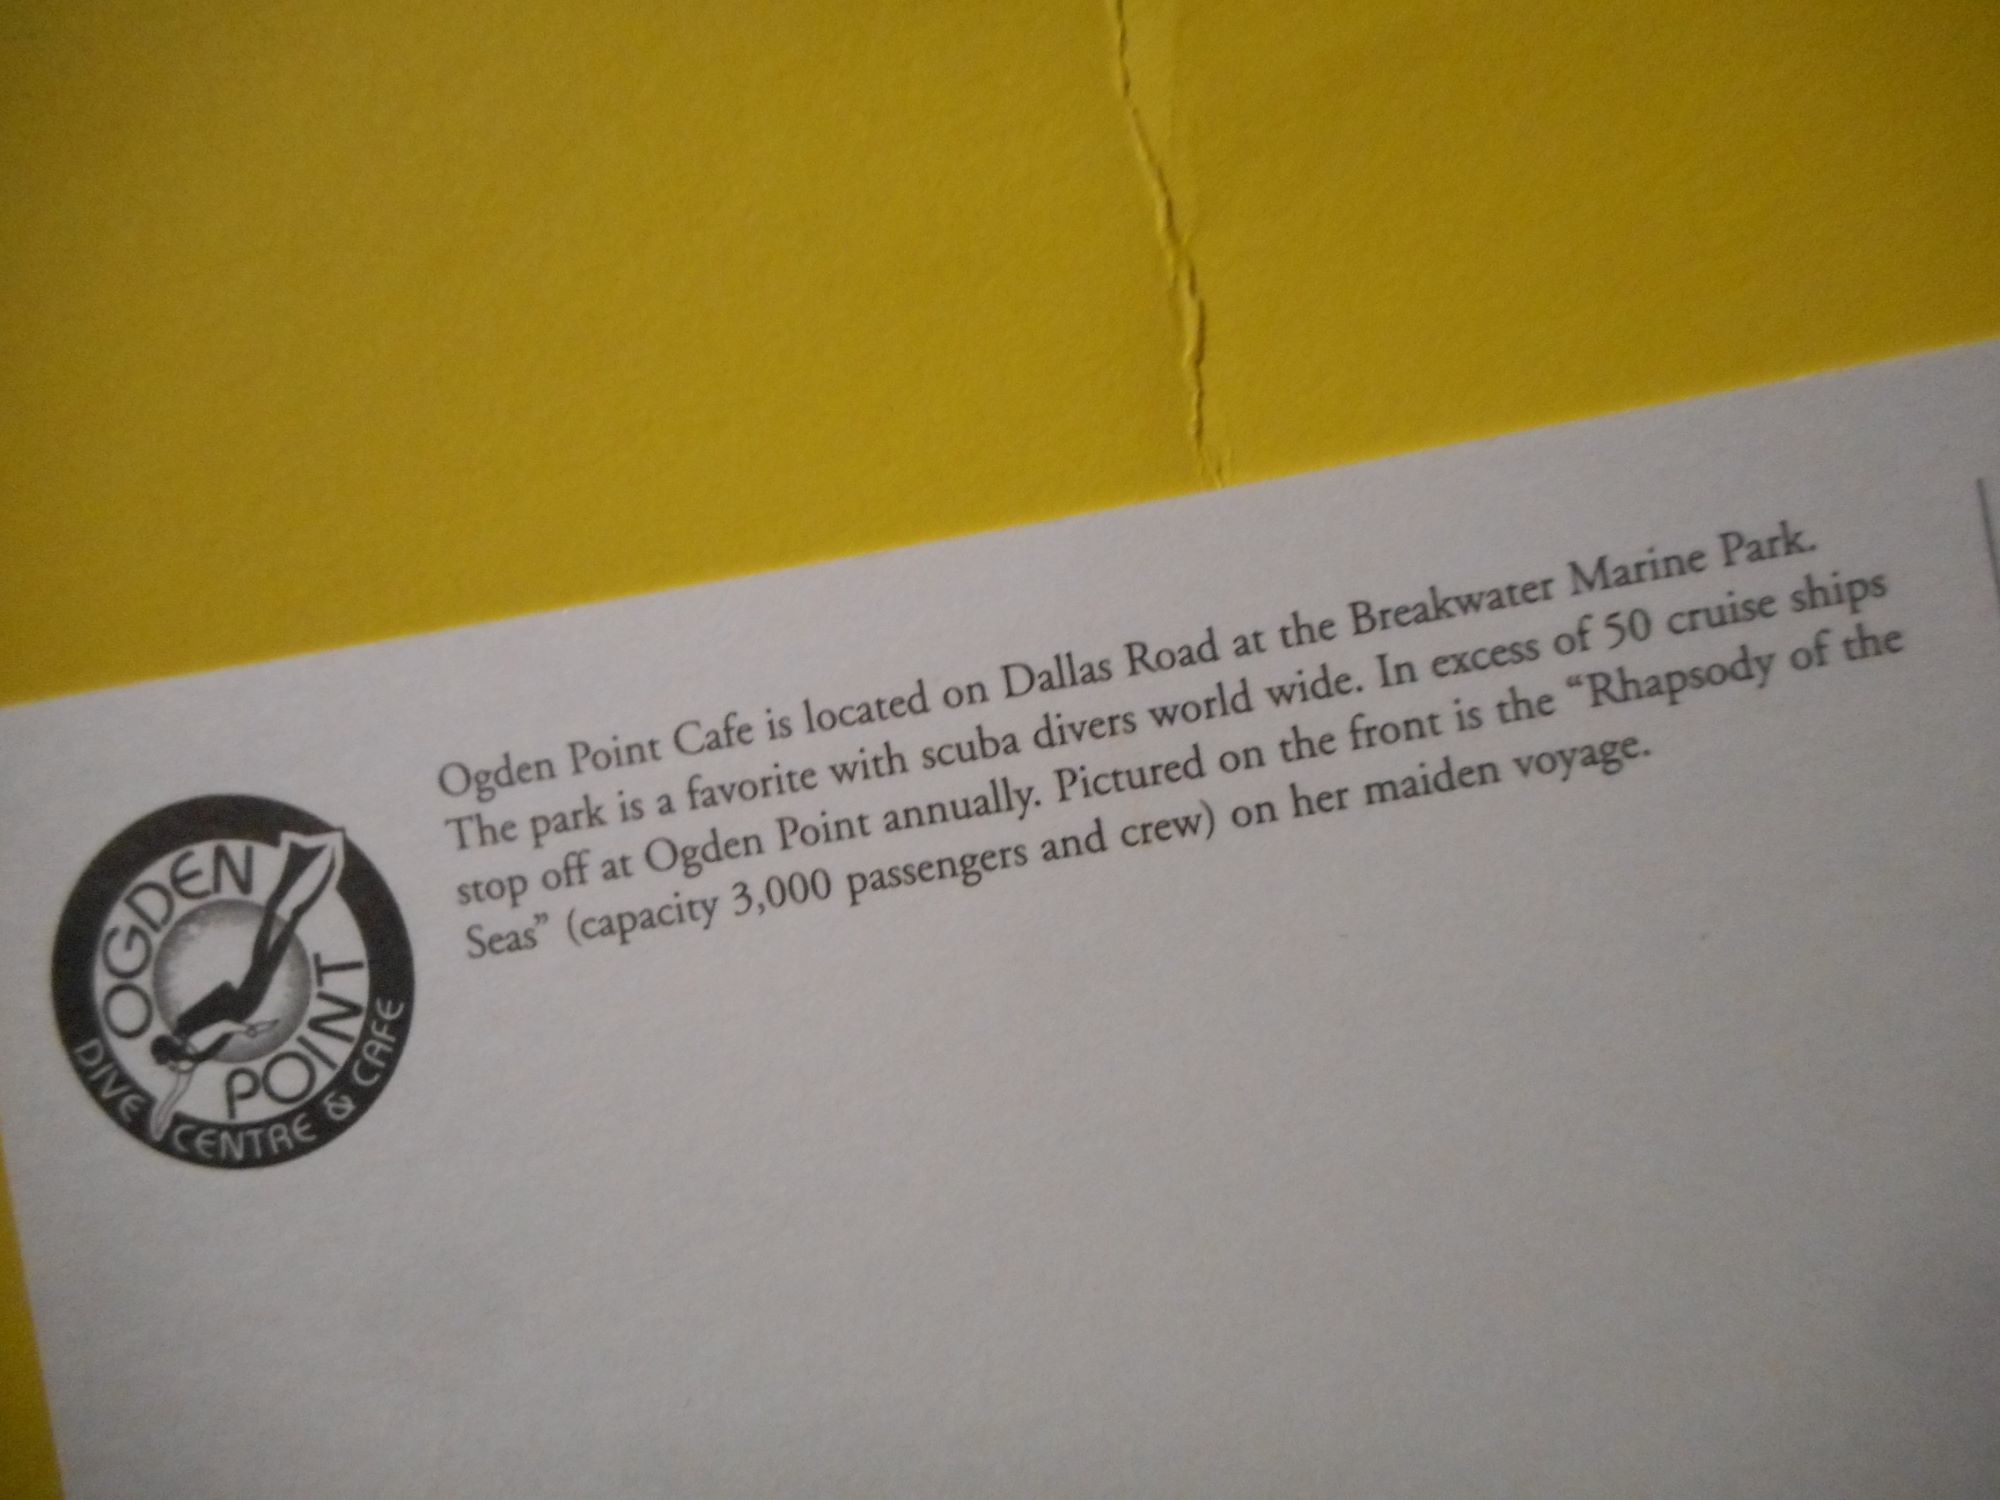 Ogden Point Cafe is located on Dallas Road at the Breakwater Marine Park.
The park is a favorite with scuba divers world wide. In excess of 50 cruise ships
stop off at Ogden Point annually. Pictured on the front is the “Rhapsody of the
Seas” (capacity 3,000 passengers and crew) on her maiden voyage.
OGDEN
POINT
DIVE CENTRE & CAFE